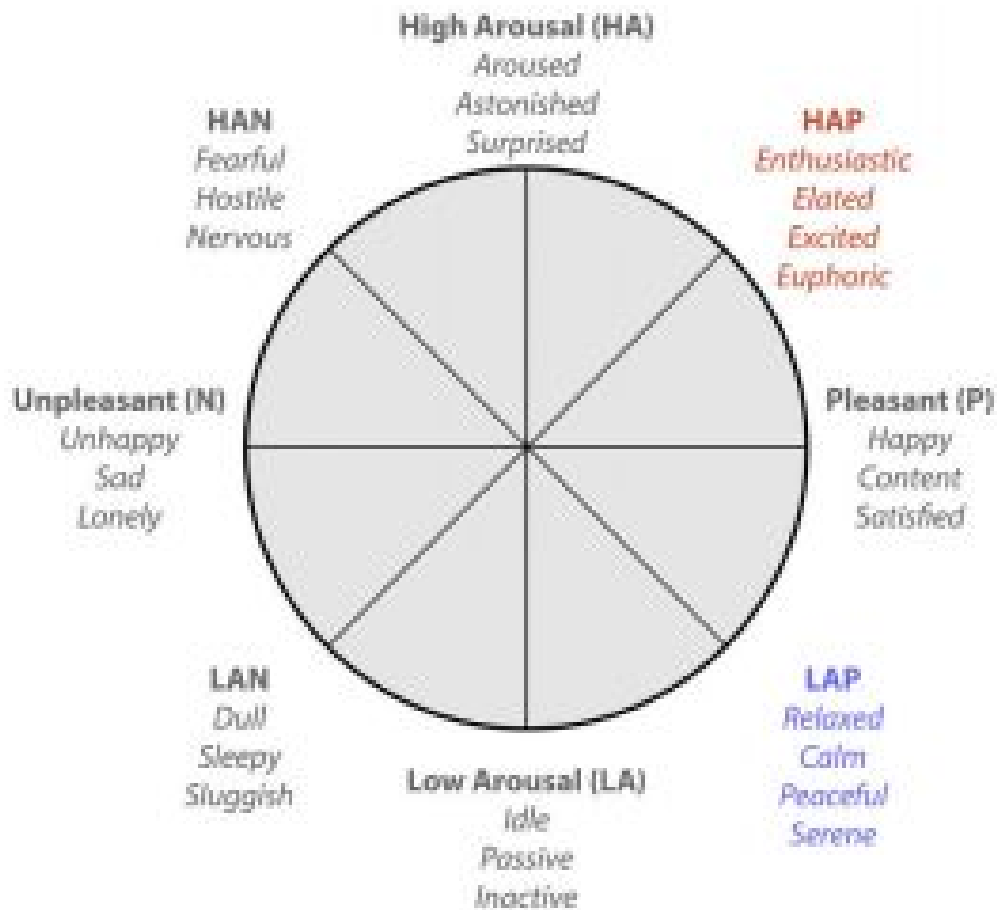 High Arousal (HA)
Aroused
Astonished
Surprised
HAN
Fearful
Hostile
Nervous
HAP
Enthusiastic
Elated
Excited
Euphoric
Unpleasant (N)
Unhappy
Sad
Lonely
Pleasant (P)
Happy
Content
Satisfied
LAN
Dull
Sleepy
Sluggish
Low Arousal (LA)
Idle
Passive
Inactive
LAP
Relaxed
Calm
Peaceful
Serene